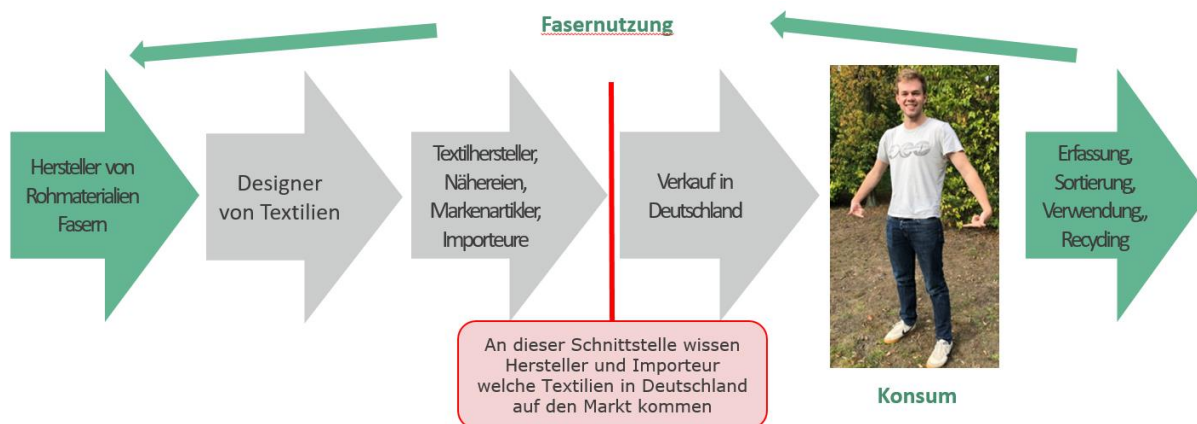 Fasernutzung
Hersteller von
Rohmaterialien
Fasern
Designer
von Textilien
Textilhersteller,
Nähereien,
Markenartikler,
Importeure
Verkauf in
Deutschland
Erfassung,
Sortierung,
Verwendung,,
Recycling
An dieser Schnittstelle wissen
Hersteller und Importeur
welche Textilien in Deutschland
auf den Markt kommen
Konsum